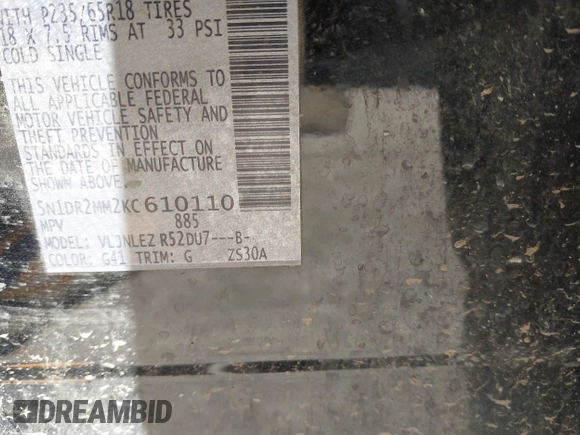 WITH P235/65R18 TIRES
18 X 7.5 RIMS AT 33 PSI
COLD SINGLE
THIS VEHICLE CONFORMS TO
ALL APPLICABLE FEDERAL
MOTOR VEHICLE SAFETY AND
THEFT PREVENTION
STANDARDS IN EFFECT ON
THE DATE OF MANUFACTURE
SHOWN ABOVE.
5N1DR2MM2KC610110
MPV 885
MODEL: VLJNLEZ R52DU7---B-
COLOR: G41 TRIM: G ZS30A
DREAMBID